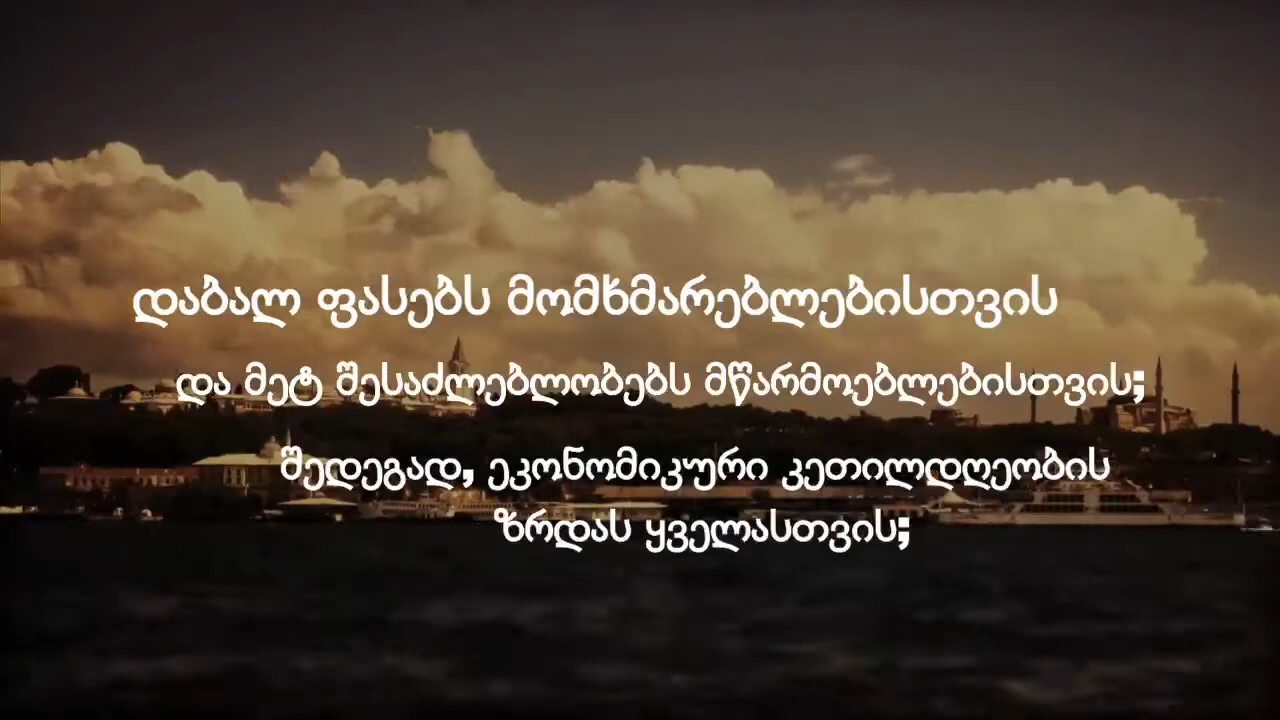 დაბალ ფასებს მომხმარებლებისთვის
და მეტ შესაძლებლობებს მწარმოებლებისთვის;
შედეგად, ეკონომიკური კეთილდღეობის
ზრდას ყველასთვის;